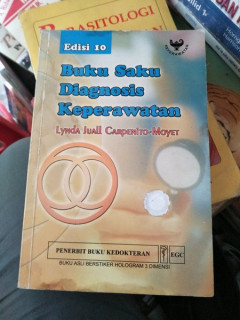 PARASITOLOGI
Edisi 10
Buku Saku
Diagnosis
Keperawatan
Lynda Juall Carpenito-Moyet
PENERBIT BUKU KEDOKTERAN
EGC
BUKU ASLI BERSTIKER HOLOGRAM 3 DIMENSI